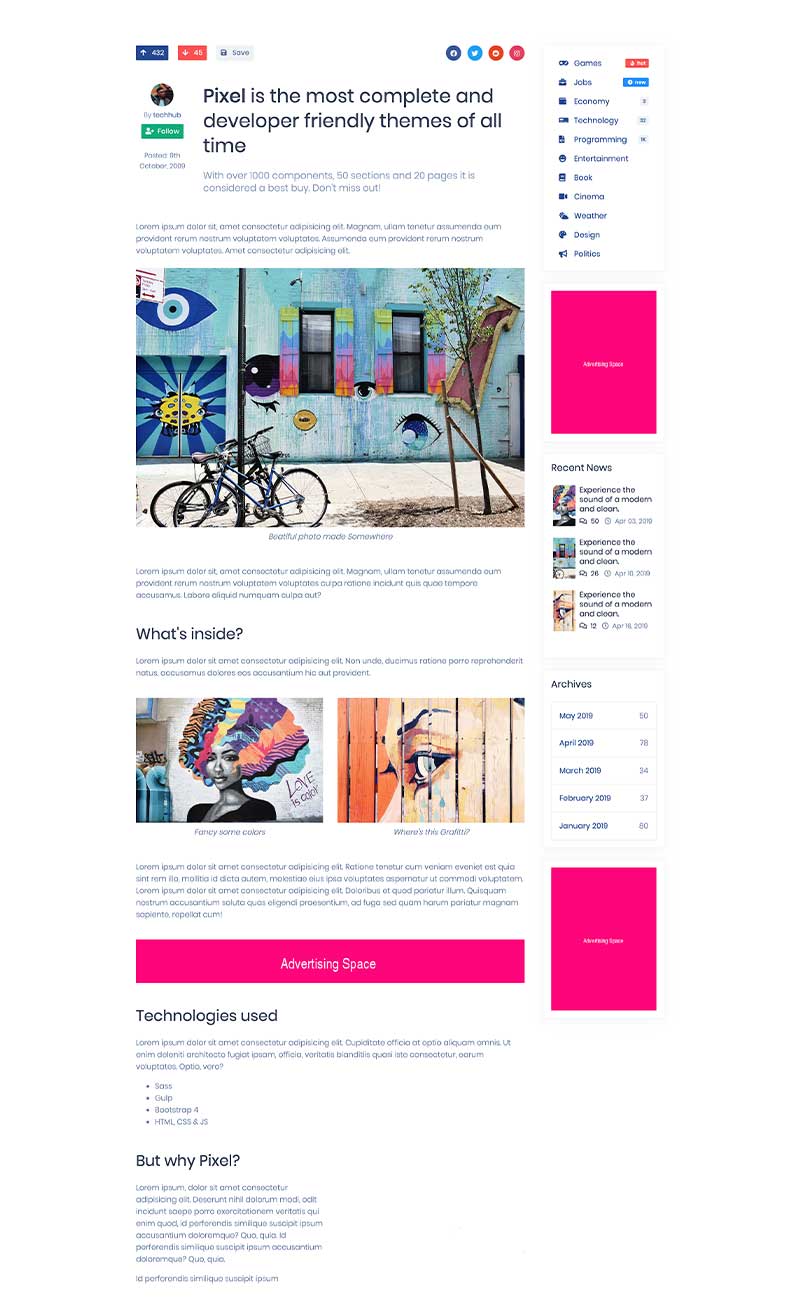 432
45
Save
By techhub
Follow
Posted: 9th
October, 2009
Pixel is the most complete and
developer friendly themes of all
time
With over 1000 components, 50 sections and 20 pages it is
considered a best buy. Don't miss out!
Lorem ipsum dolor sit, amet consectetur adipisicing elit. Magnam, ullam tenetur assumenda eum
provident rerum nostrum voluptatem voluptates. Assumenda eum provident rerum nostrum
voluptatem voluptates. Amet consectetur adipisicing elit.
Beatiful photo made Somewhere
Lorem ipsum dolor sit, amet consectetur adipisicing elit. Magnam, ullam tenetur assumenda eum
provident rerum nostrum voluptatem voluptates culpa ratione incidunt quis quae tempore
accusamus. Labore aliquid numquam culpa aut?
What's inside?
Lorem ipsum dolor sit amet consectetur adipisicing elit. Non unde, ducimus ratione porro reprehenderit
natus, accusamus dolores eos accusantium hic aut provident.
LOVE
is color
Fancy some colors
Where's this Grafitti?
Lorem ipsum dolor sit amet consectetur adipisicing elit. Ratione tenetur cum veniam eveniet est quia
sint rem illo, mollitia id dicta autem, molestiae eius ipsa voluptates aspernatur ut commodi voluptatem.
Lorem ipsum dolor sit amet consectetur adipisicing elit. Doloribus et quod pariatur illum. Quisquam
nostrum accusantium soluta quas eligendi praesentium, ad fuga sed quam harum pariatur magnam
sapiente, repellat cum!
Advertising Space
Technologies used
Lorem ipsum dolor sit amet consectetur adipisicing elit. Cupiditate officia at optio aliquam omnis. Ut
enim deleniti architecto fugiat ipsam, officia, veritatis blanditiis quasi iste consectetur, earum
voluptates. Optio, vero?
Sass
Gulp
Bootstrap 4
HTML, CSS & JS
But why Pixel?
Lorem ipsum, dolor sit amet consectetur
adipisicing elit. Deserunt nihil dolorum modi, odit
incidunt saepe porro exercitationem veritatis qui
enim quod, id perferendis similique suscipit ipsum
accusantium doloremque? Quo, quia. Id
perferendis similique suscipit ipsum accusantium
doloremque? Quo, quia.
Id perferendis similique suscipit ipsum
Games hot
Jobs new
Economy 3
Technology 32
Programming 1K
Entertainment
Book
Cinema
Weather
Design
Politics
Advertising Space
Recent News
Experience the
sound of a modern
and clean.
50 Apr 03, 2019
Experience the
sound of a modern
and clean.
26 Apr 10, 2019
Experience the
sound of a modern
and clean.
12 Apr 16, 2019
Archives
May 2019 50
April 2019 78
March 2019 34
February 2019 37
January 2019 60
Advertising Space